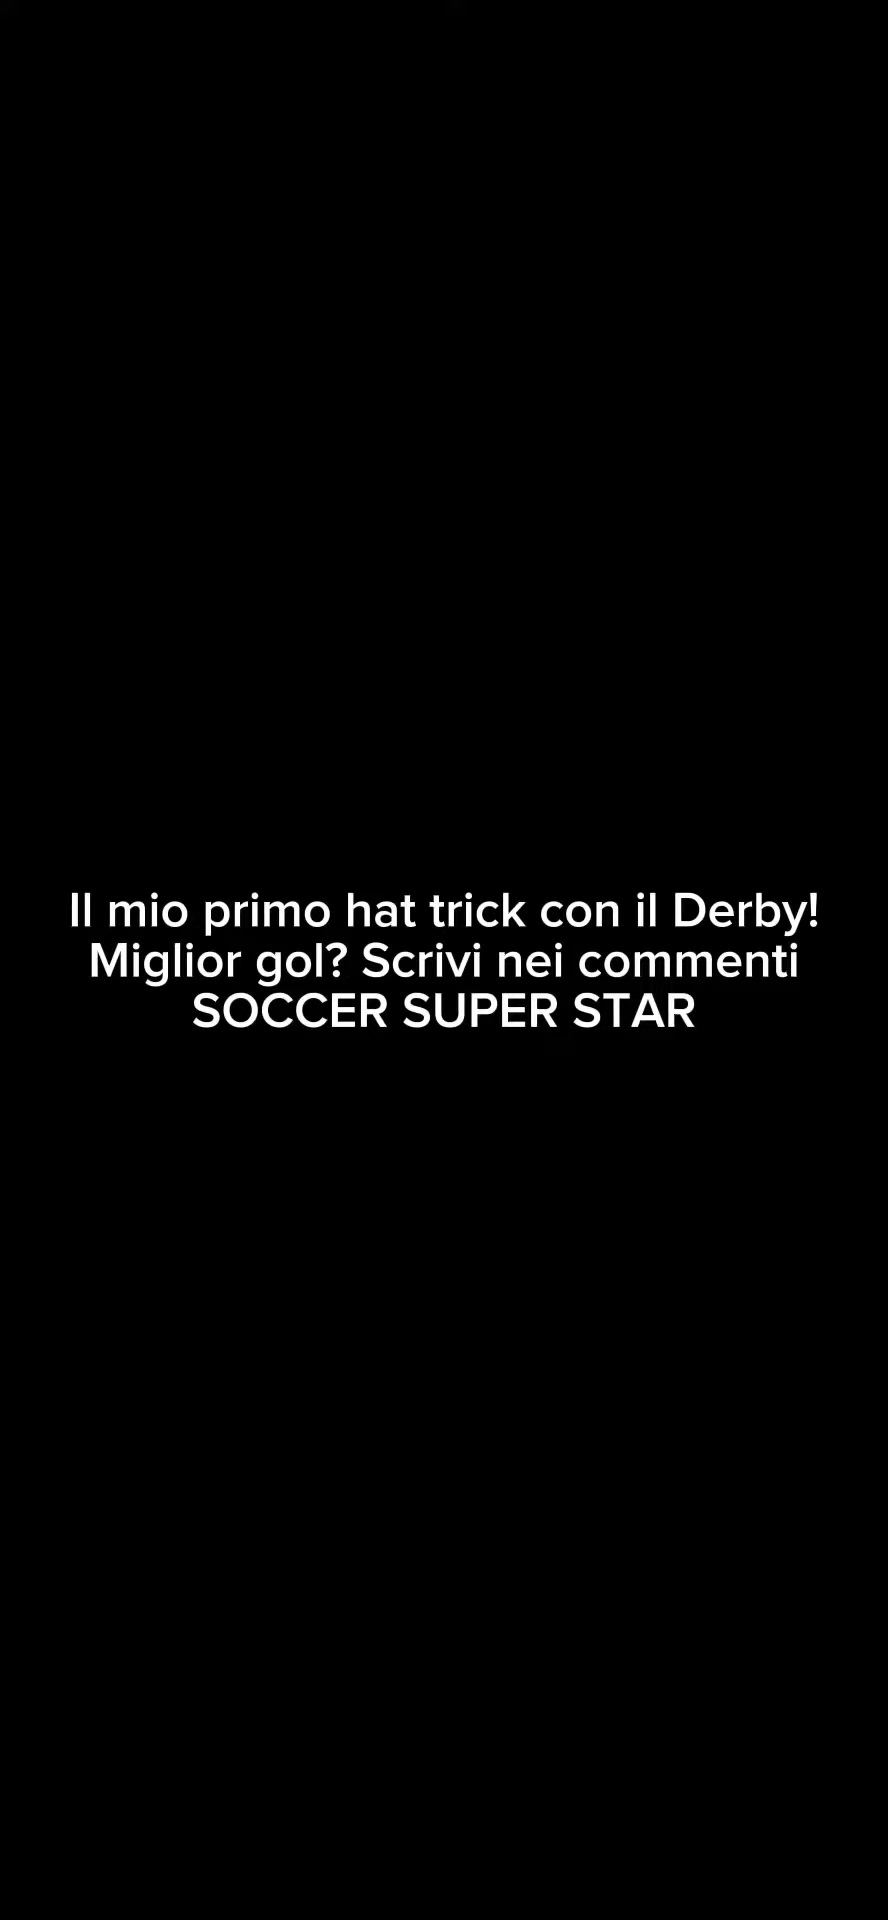 Il mio primo hat trick con il Derby!
Miglior gol? Scrivi nei commenti
SOCCER SUPER STAR